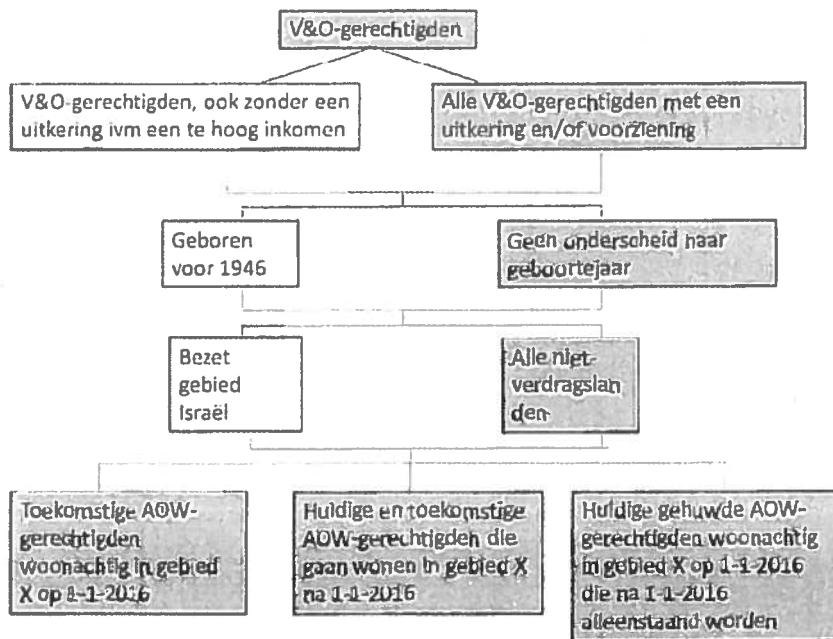 V&O-gerechtigden
V&O-gerechtigden, ook zonder een
uitkering ivm een te hoog inkomen
Alle V&O-gerechtigden met een
uitkering en/of voorziening
Geboren
voor 1946
Geen onderscheid naar
geboortejaar
Bezet
gebied
Israël
Alle niet-
verdragslan
den
Toekomstige AOW-
gerechtigden
woonachtig in gebied
X op 1-1-2016
Huidige en toekomstige
AOW-gerechtigden die
gaan wonen in gebied X
na 1-1-2016
Huidige gehuwde AOW-
gerechtigden woonachtig
in gebied X op 1-1-2016
die na 1-1-2016
alleenstaand worden